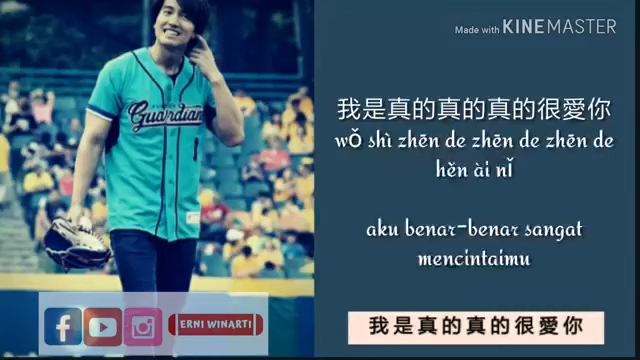 Made with KINEMASTER
Guardians
我是真的真的真的很愛你
wǒ shì zhēn de zhēn de zhēn de
hěn ài nǐ
aku benar-benar sangat
mencintaimu
ERNI WINARTI
我是真的真的很愛你